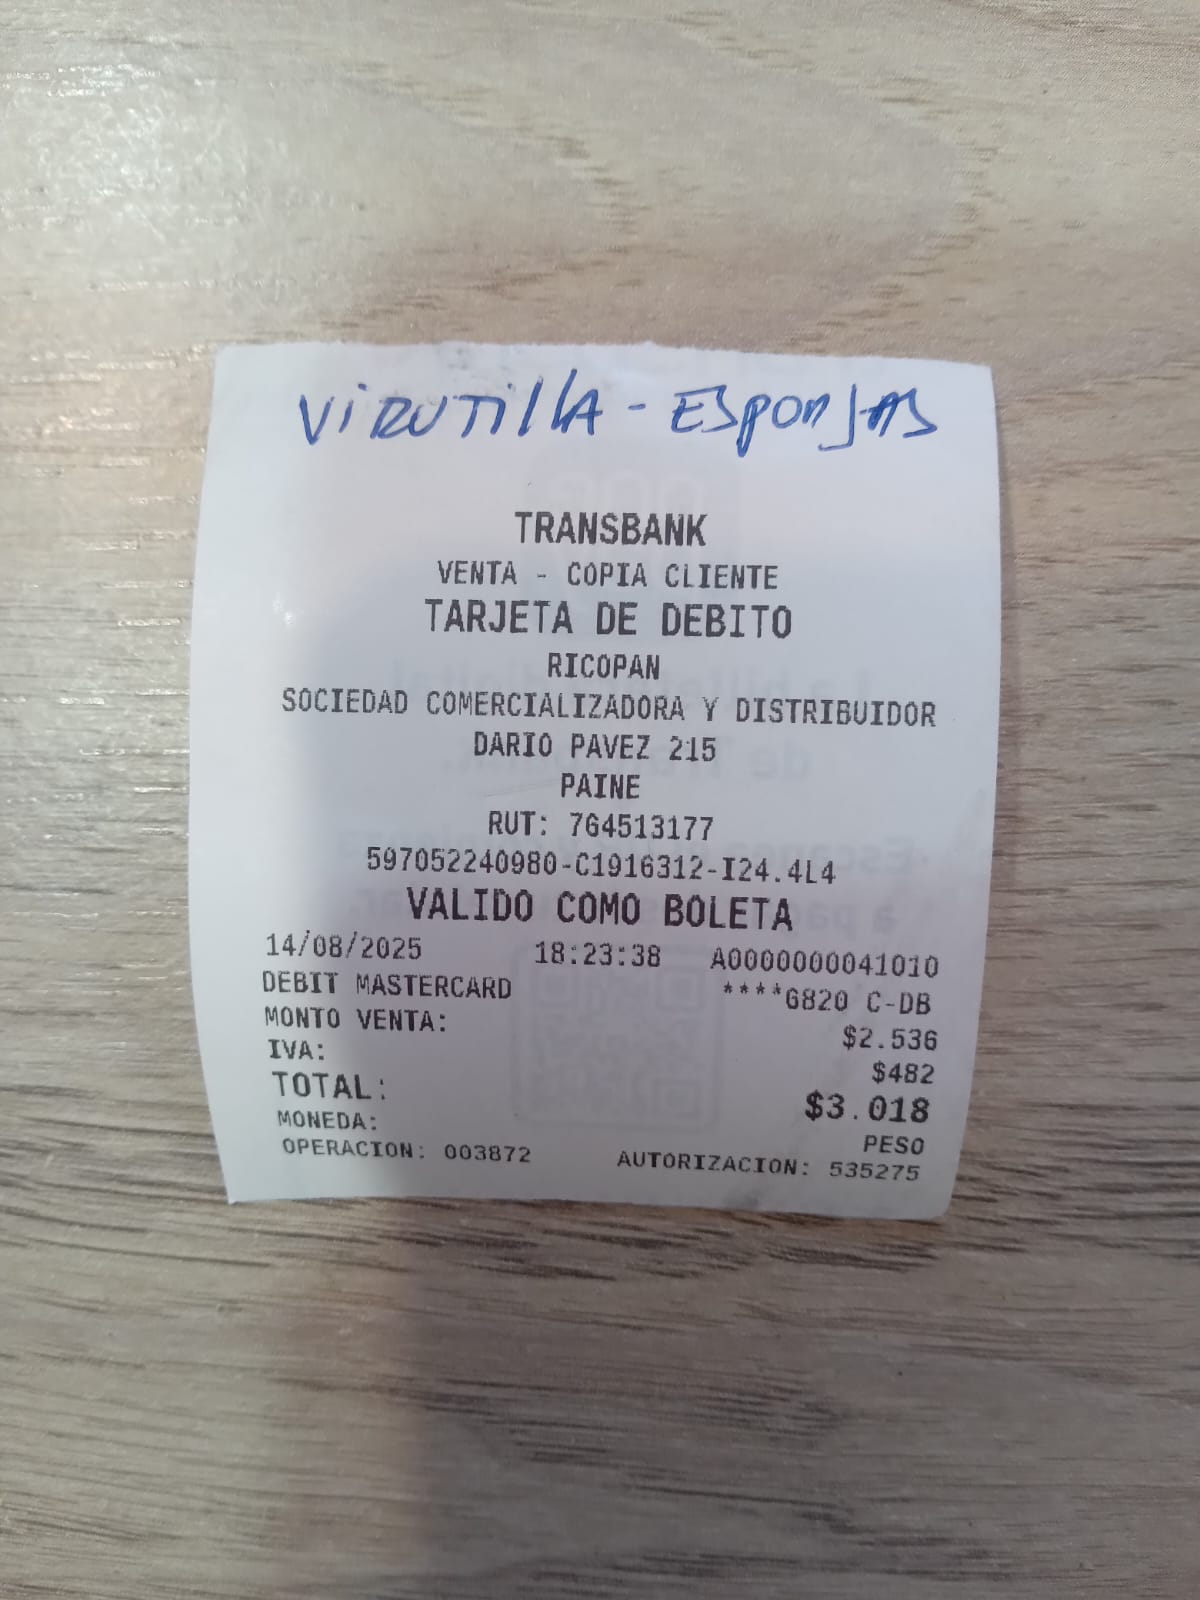 VIRUTILLA - ESPONJAS
TRANSBANK
VENTA - COPIA CLIENTE
TARJETA DE DEBITO
RICOPAN
SOCIEDAD COMERCIALIZADORA Y DISTRIBUIDOR
DARIO PAVEZ 215
PAINE
RUT: 764513177
597052240980-C1916312-I24.4L4
VALIDO COMO BOLETA
14/08/2025 18:23:38 A0000000041010
DEBIT MASTERCARD ****6820 C-DB
MONTO VENTA: $2.536
IVA: $482
TOTAL: $3.018
MONEDA: PESO
OPERACION: 003872 AUTORIZACION: 535275